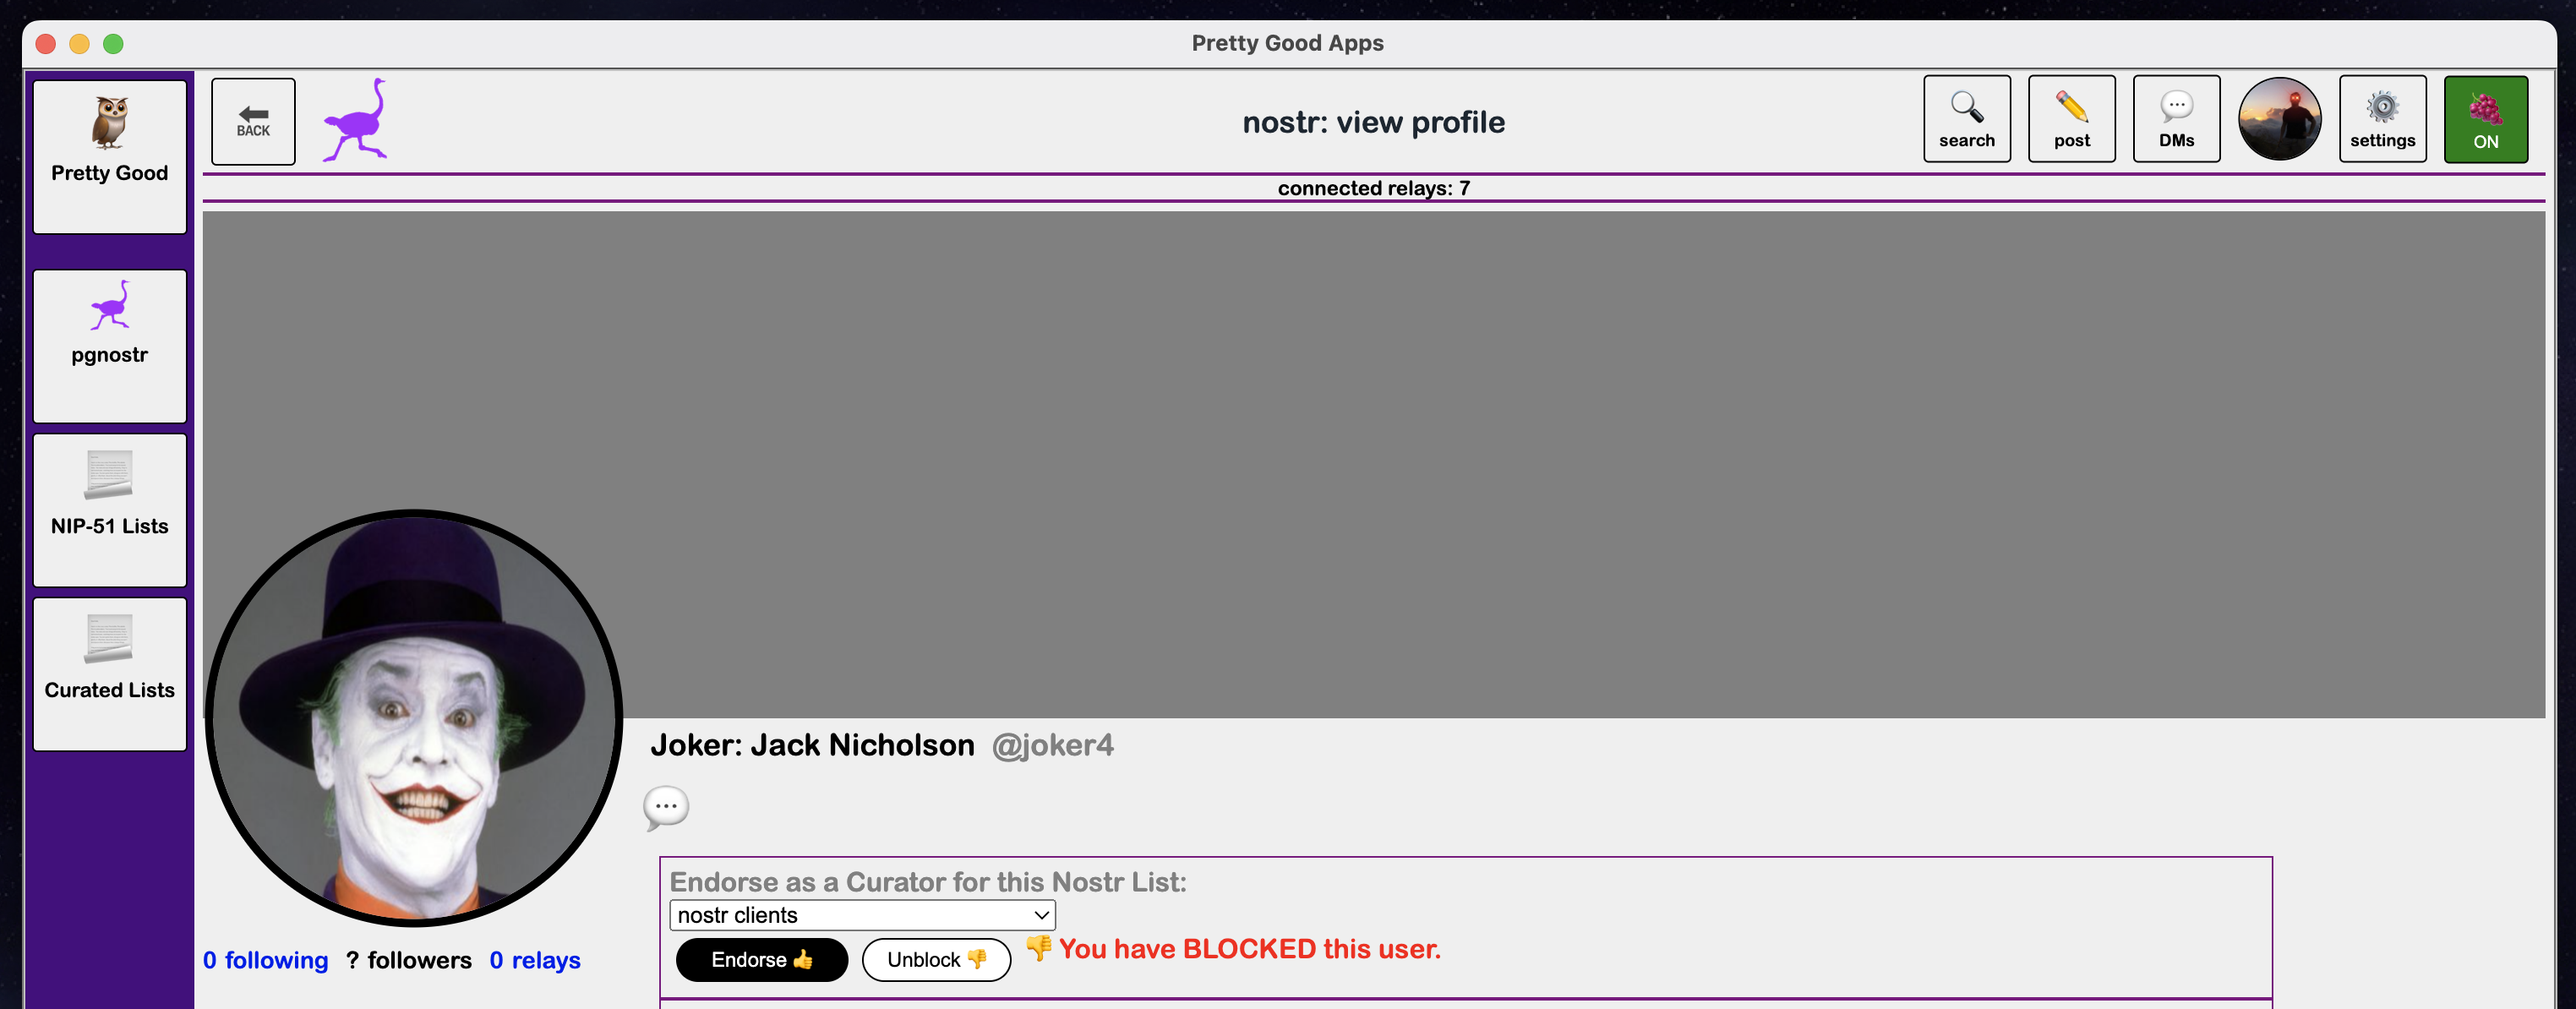 Pretty Good Apps
Pretty Good
BACK
nostr: view profile
search
post
DMs
settings
ON
connected relays: 7
pgnostr
NIP-51 Lists
Curated Lists
Joker: Jack Nicholson @joker4
Endorse as a Curator for this Nostr List:
nostr clients
Endorse 👍 Unblock 👎 👎 You have BLOCKED this user.
0 following ? followers 0 relays